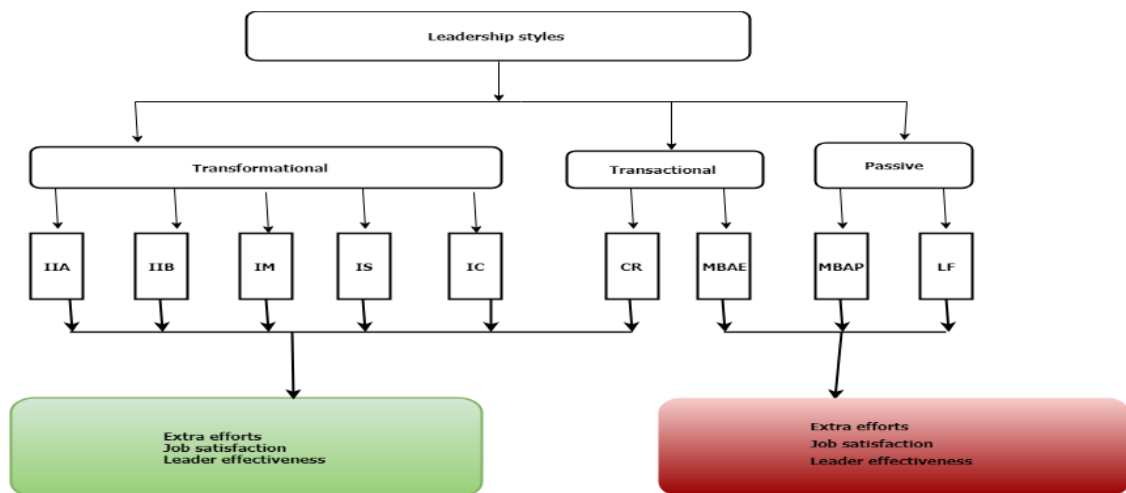 Leadership styles
Transformational
Transactional
Passive
IIA
IIB
IM
IS
IC
CR
MBAE
MBAP
LF
Extra efforts
Job satisfaction
Leader effectiveness
Extra efforts
Job satisfaction
Leader effectiveness